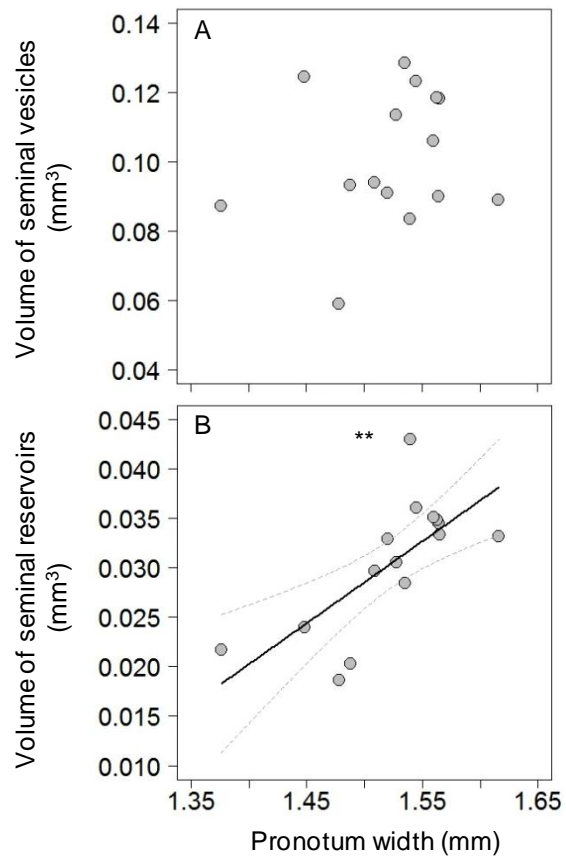 A
0.14
0.12
0.10
0.08
0.06
0.04
Volume of seminal vesicles
(mm³)
B
**
0.045
0.040
0.035
0.030
0.025
0.020
0.015
0.010
Volume of seminal reservoirs
(mm³)
1.35 1.45 1.55 1.65
Pronotum width (mm)